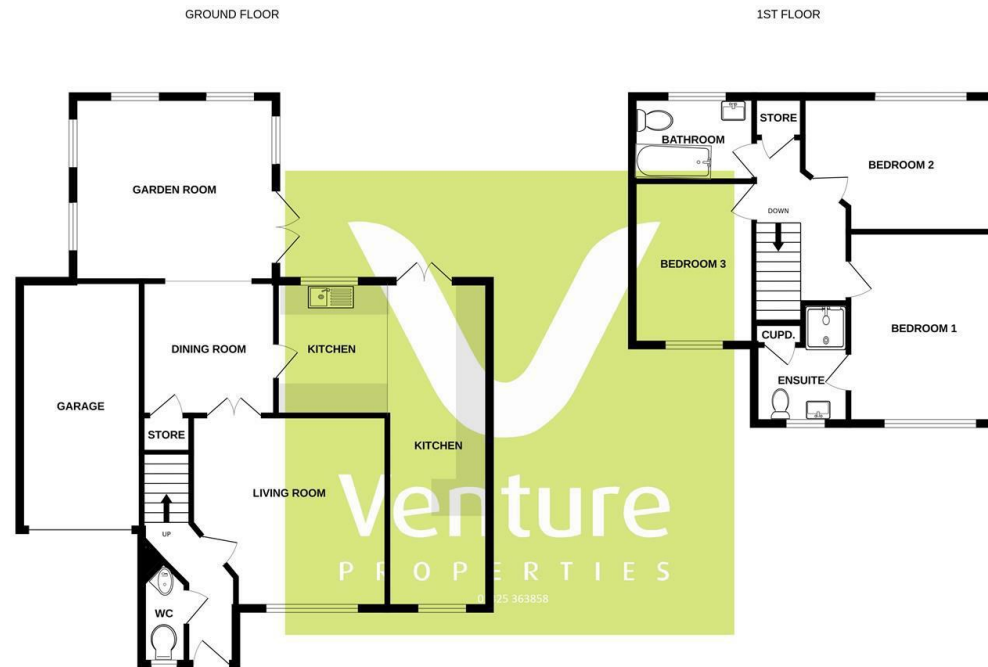 GROUND FLOOR
1ST FLOOR
GARDEN ROOM
DINING ROOM
KITCHEN
GARAGE
STORE
KITCHEN
LIVING ROOM
UP
WC
BATHROOM
STORE
BEDROOM 2
DOWN
BEDROOM 3
BEDROOM 1
CUPD.
ENSUITE
Venture
PROPERTIES
363858